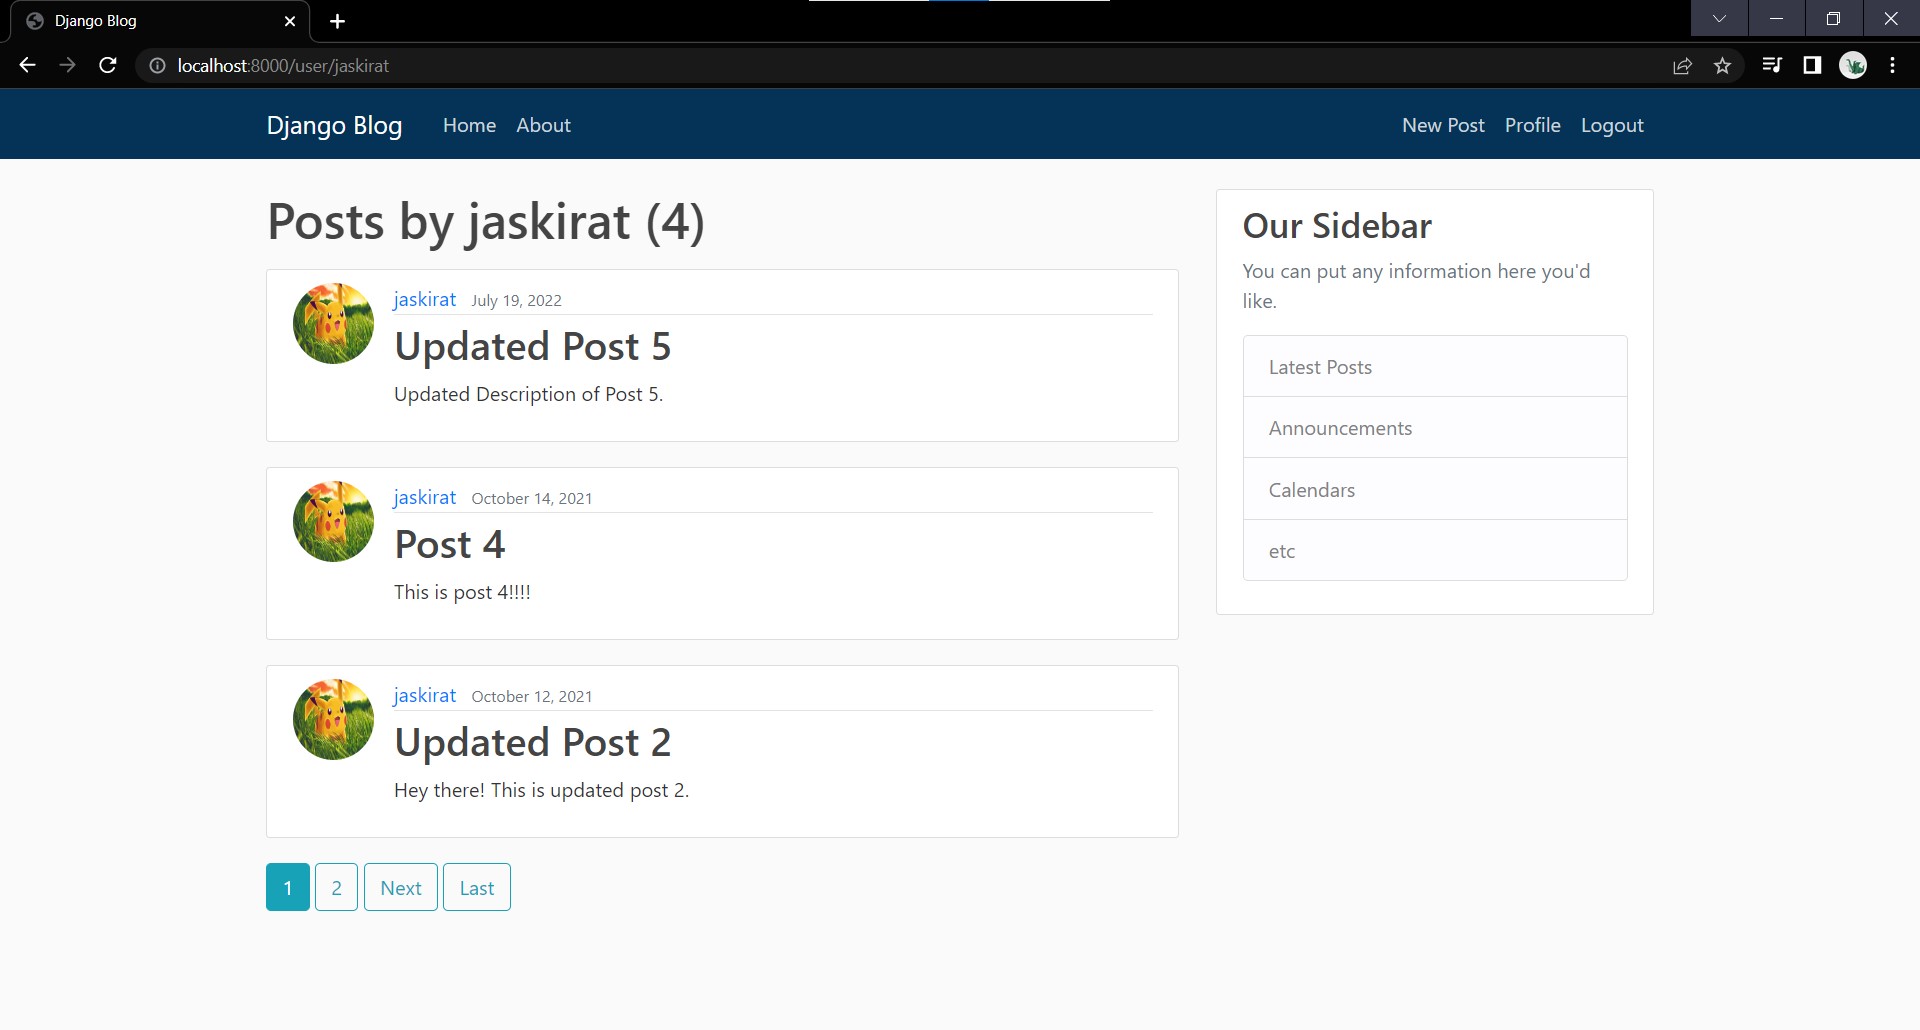 Django Blog
localhost:8000/user/jaskirat
Django Blog Home About New Post Profile Logout
Posts by jaskirat (4)
jaskirat July 19, 2022
Updated Post 5
Updated Description of Post 5.
jaskirat October 14, 2021
Post 4
This is post 4!!!!
jaskirat October 12, 2021
Updated Post 2
Hey there! This is updated post 2.
1 2 Next Last
Our Sidebar
You can put any information here you'd
like.
Latest Posts
Announcements
Calendars
etc